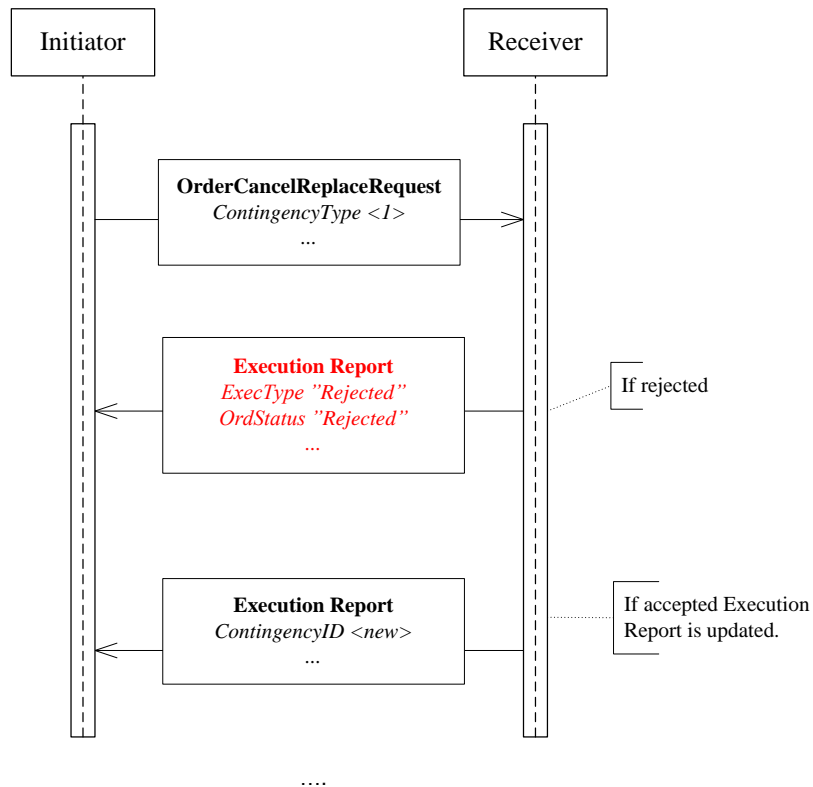 Initiator
Receiver
OrderCancelReplaceRequest
ContingencyType <1>
...
Execution Report
ExecType ”Rejected”
OrdStatus ”Rejected”
...
If rejected
Execution Report
ContingencyID <new>
...
If accepted Execution
Report is updated.
....